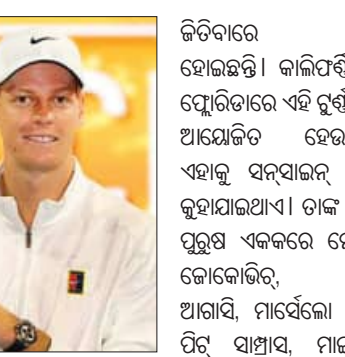 ଜିତିବାରେ
ହୋଇଛନ୍ତି। କାଲିଫର୍ଣ୍ଣି
ଫ୍ଲୋରିଡାରେ ଏହି ଟୁର୍ଣ୍ଣ
ଆୟୋଜିତ ହେଉ
ଏହାକୁ ସନ୍‌ସାଇନ୍
କୁହାଯାଇଥାଏ। ତାଙ୍କ
ପୁରୁଷ ଏକକରେ
ଜୋକୋଭିଚ୍,
ଆଗାସି, ମାର୍ସେଲୋ
ପିଟ୍ ସାମ୍ପ୍ରାସ,